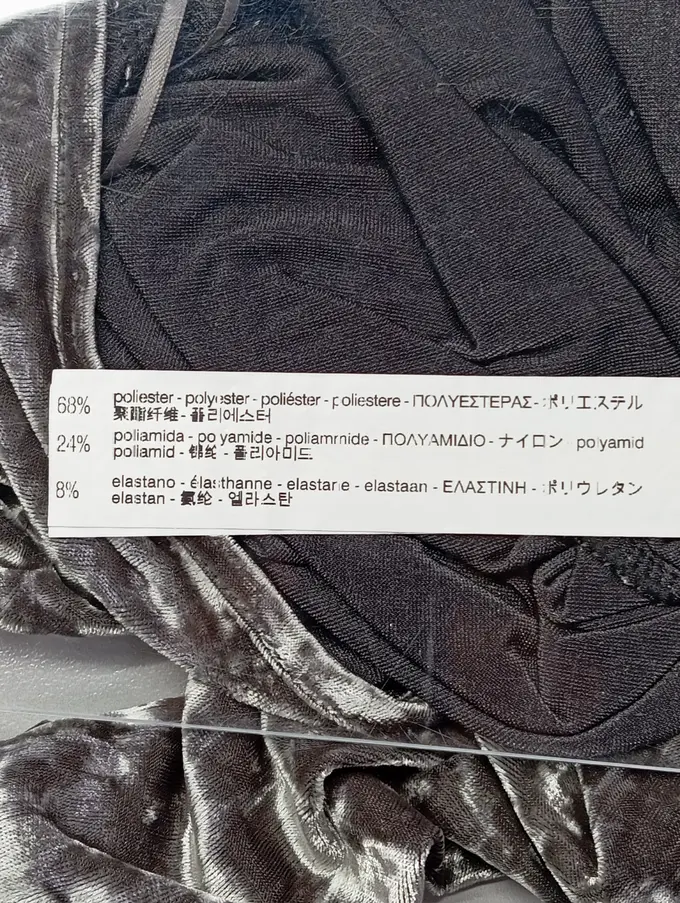 68% poliester - polyester - poliéster - poliestere - ΠΟΛΥΕΣΤΕΡΑΣ - ポリエステル
聚酯纤维 - 폴리에스터
24% poliamida - polyamide - poliammide - ΠΟΛΥΑΜΙΔΙΟ - ナイロン polyamid
poliamid - 锦纶 - 폴리아미드
8% elastano - élasthanne - elastane - elastaan - ΕΛΑΣΤΙΝΗ - ポリウレタン
elastan - 氨纶 - 엘라스탄